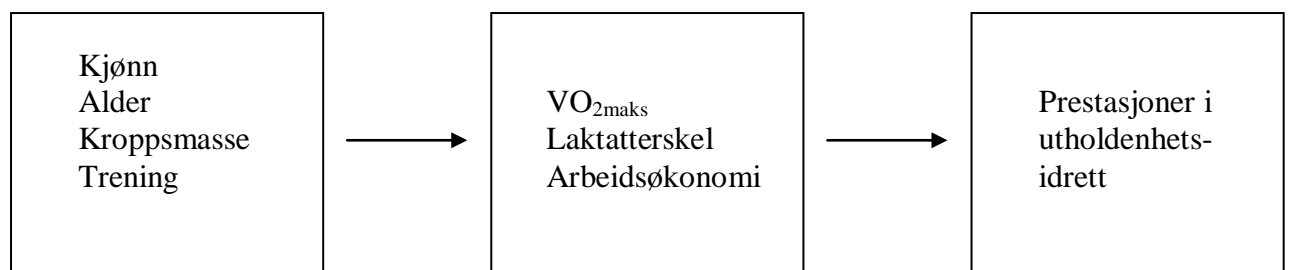 Kjønn
Alder
Kroppsmasse
Trening
VO2maks
Laktatterskel
Arbeidsøkonomi
Prestasjoner i
utholdenhets-
idrett